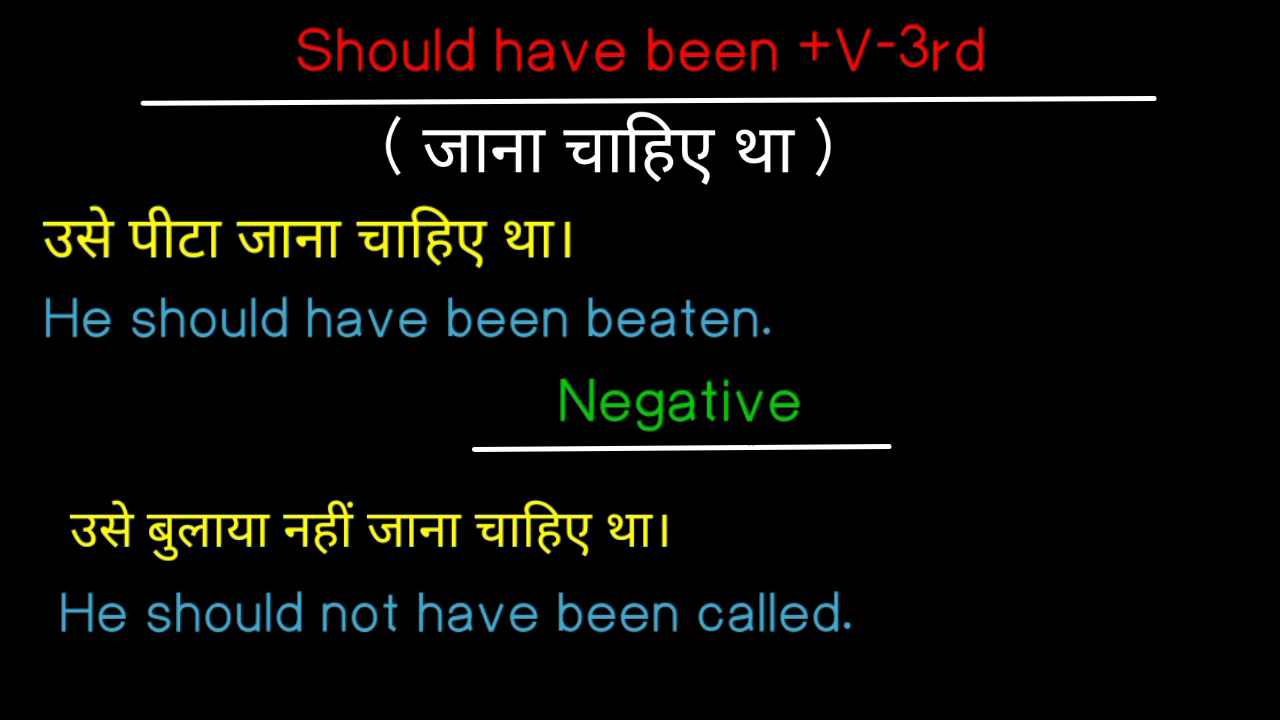 Should have been +V-3rd
( जाना चाहिए था )
उसे पीटा जाना चाहिए था।
He should have been beaten.
Negative
उसे बुलाया नहीं जाना चाहिए था।
He should not have been called.